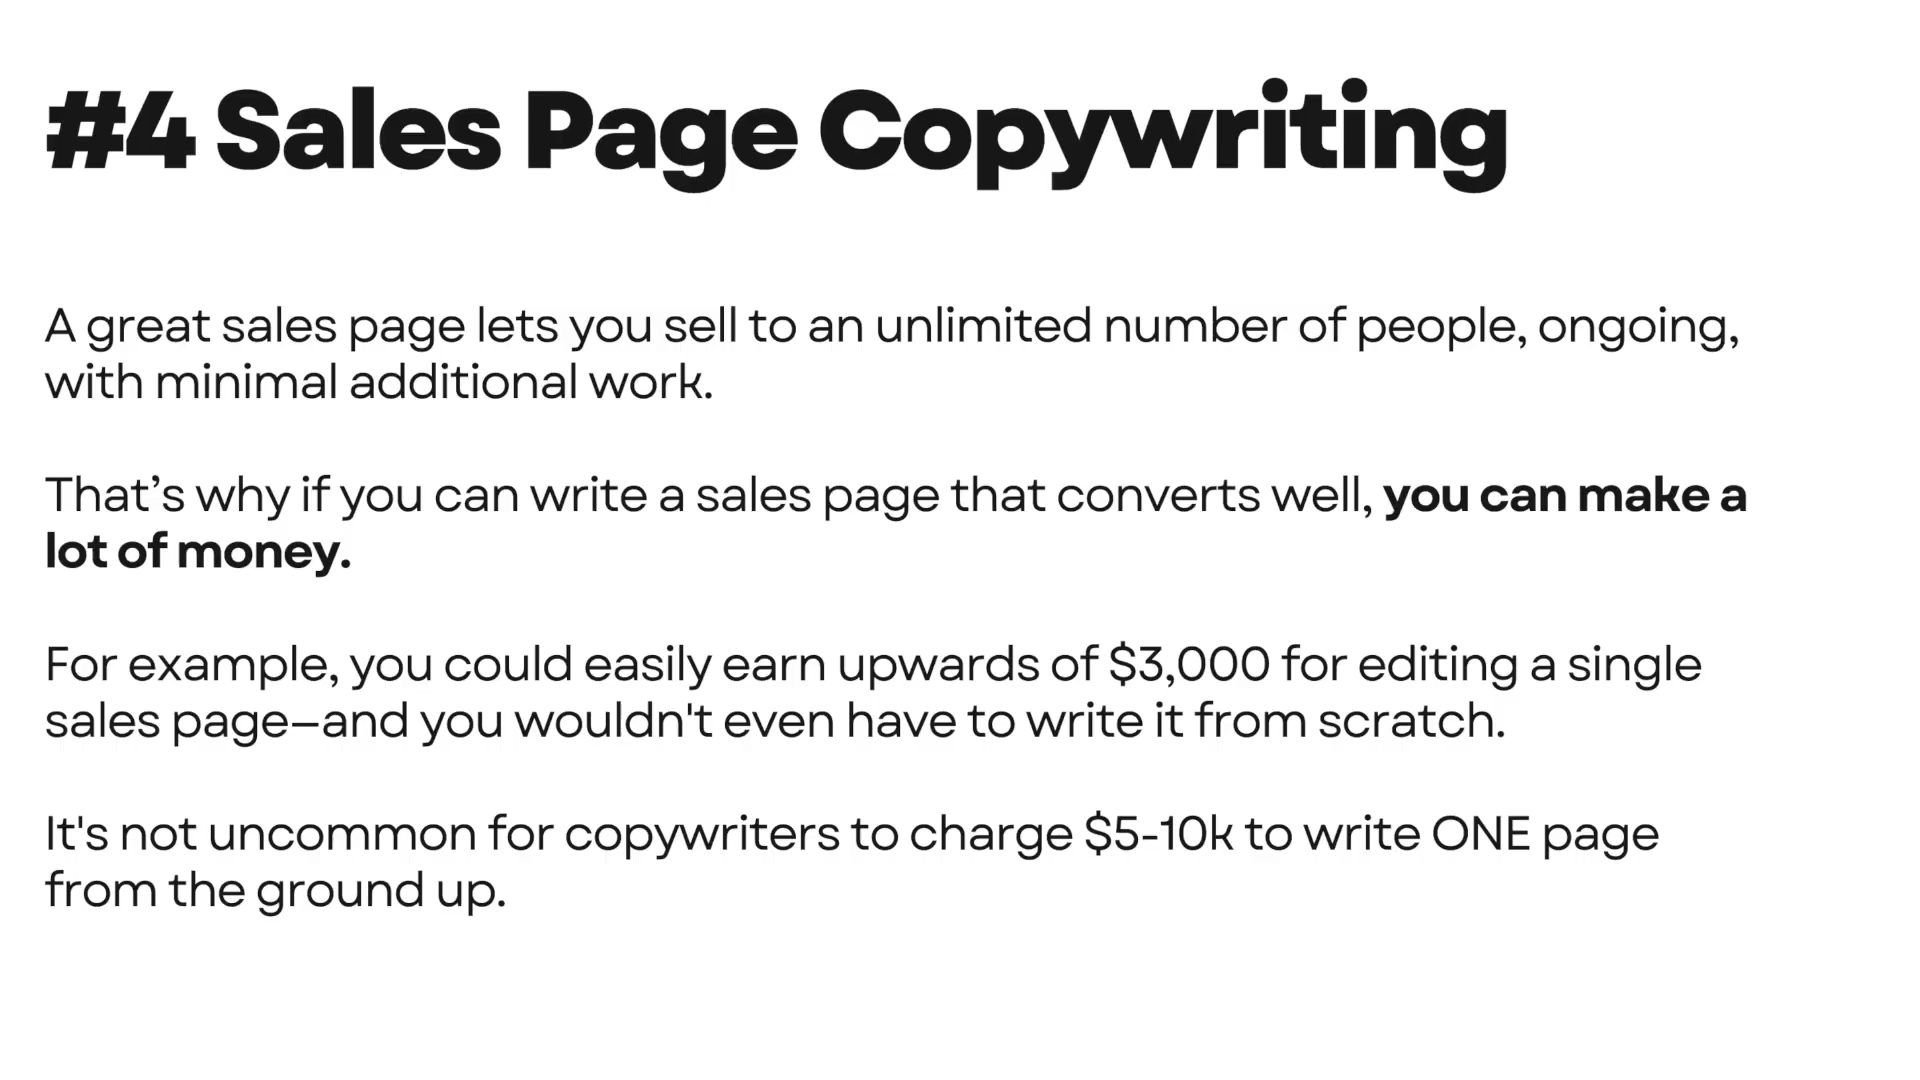 #4 Sales Page Copywriting
A great sales page lets you sell to an unlimited number of people, ongoing,
with minimal additional work.
That’s why if you can write a sales page that converts well, you can make a
lot of money.
For example, you could easily earn upwards of $3,000 for editing a single
sales page—and you wouldn't even have to write it from scratch.
It's not uncommon for copywriters to charge $5-10k to write ONE page
from the ground up.